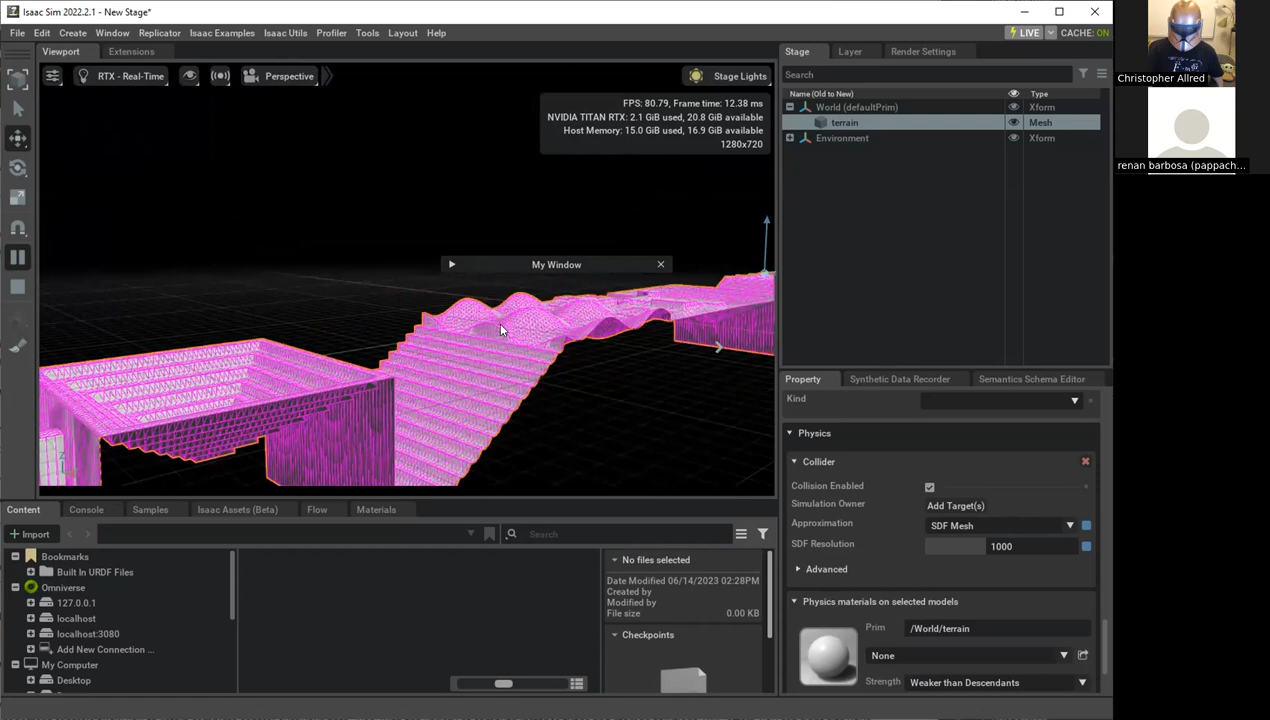 Isaac Sim 2022.2.1 - New Stage*
File Edit Create Window Replicator Isaac Examples Isaac Utils Profiler Tools Layout Help
LIVE CACHE: ON
Viewport Extensions
RTX - Real-Time
Perspective
Stage Lights
FPS: 80.79, Frame time: 12.38 ms
NVIDIA TITAN RTX: 2.1 GiB used, 20.8 GiB available
Host Memory: 15.0 GiB used, 16.9 GiB available
1280x720
My Window
Z
Stage Layer Render Settings
Search
Name (Old to New) Type
World (defaultPrim) Xform
terrain Mesh
Environment Xform
Property Synthetic Data Recorder Semantics Schema Editor
Kind
Physics
Collider
Collision Enabled
Simulation Owner Add Target(s)
Approximation SDF Mesh
SDF Resolution 1000
Advanced
Physics materials on selected models
Prim /World/terrain
None
Strength Weaker than Descendants
Content Console Samples Isaac Assets (Beta) Flow Materials
Import
Search
Bookmarks
Built In URDF Files
Omniverse
127.0.0.1
localhost
localhost:3080
Add New Connection ...
My Computer
Desktop
No files selected
Date Modified 06/14/2023 02:28PM
Created by
Modified by
File size 0.00 KB
Checkpoints
Christopher Allred
renan barbosa (pappach...